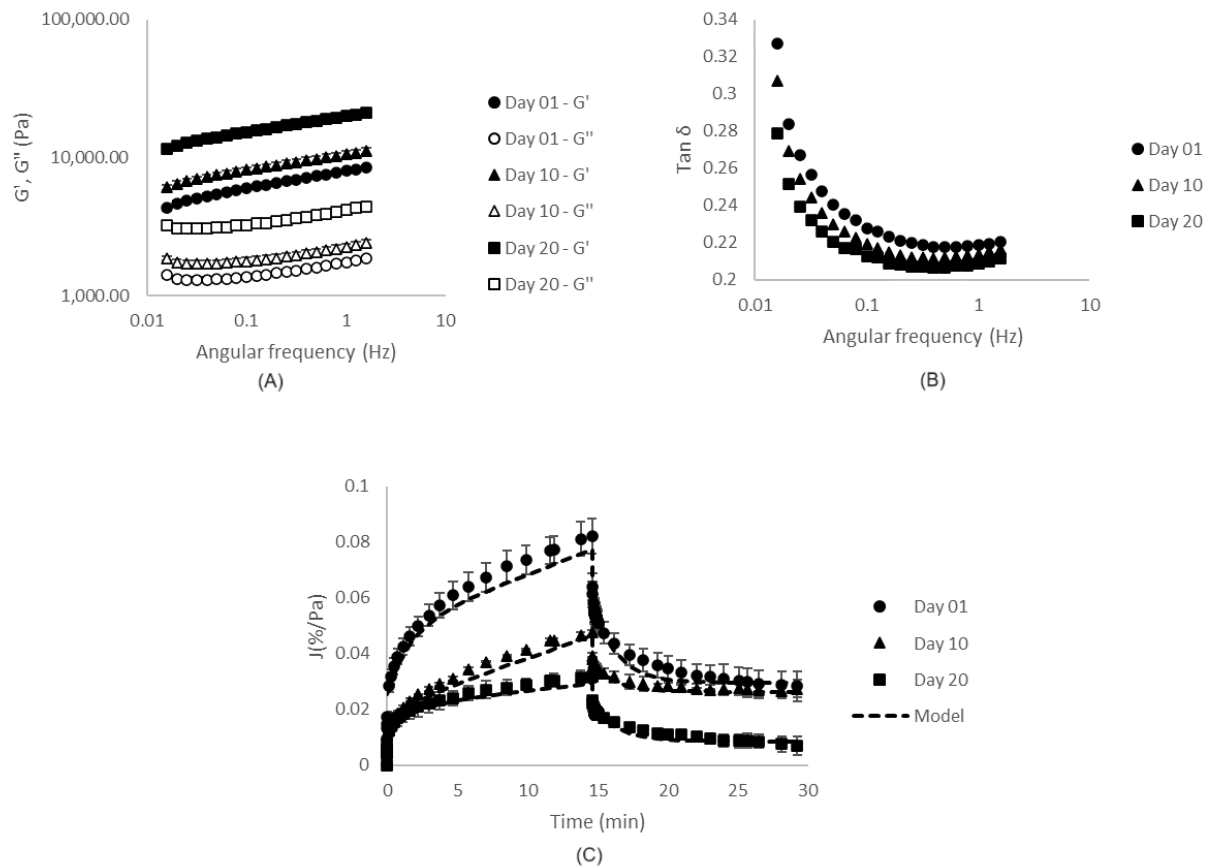 100,000.00
10,000.00
1,000.00
G', G'' (Pa)
0.01 0.1 1 10
Angular frequency (Hz)
Day 01 - G'
Day 01 - G''
Day 10 - G'
Day 10 - G''
Day 20 - G'
Day 20 - G''
(A)
0.34
0.32
0.3
0.28
0.26
0.24
0.22
0.2
Tan δ
0.01 0.1 1 10
Angular frequency (Hz)
Day 01
Day 10
Day 20
(B)
0.1
0.08
0.06
0.04
0.02
0
J(%/Pa)
0 5 10 15 20 25 30
Time (min)
Day 01
Day 10
Day 20
Model
(C)